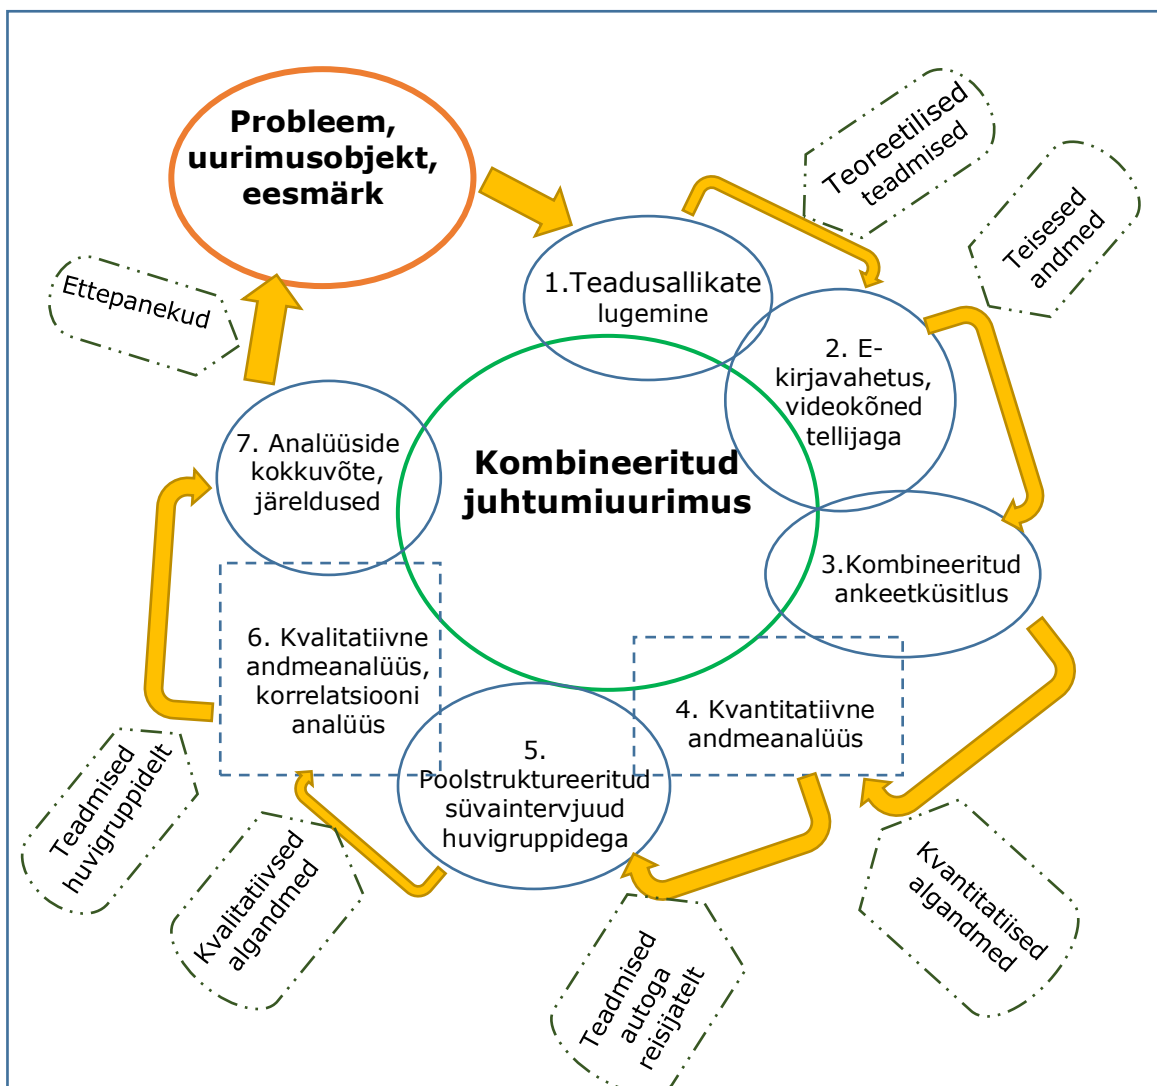 Probleem,
uurimusobjekt,
eesmärk
Teoreetilised
teadmised
Teisesed
andmed
Ettepanekud
1.Teadusallikate
lugemine
2. E-
kirjavahetus,
videokõned
tellijaga
7. Analüüside
kokkuvõte,
järeldused
Kombineeritud
juhtumiuurimus
3.Kombineeritud
ankeetküsitlus
6. Kvalitatiivne
andmeanalüüs,
korrelatsiooni
analüüs
4. Kvantitatiivne
andmeanalüüs
5.
Poolstruktureeritud
süvaintervjuud
huvigruppidega
Teadmised
huvigruppidelt
Kvalitatiivsed
algandmed
Teadmised
autoga
reisijatelt
Kvantitatiised
algandmed